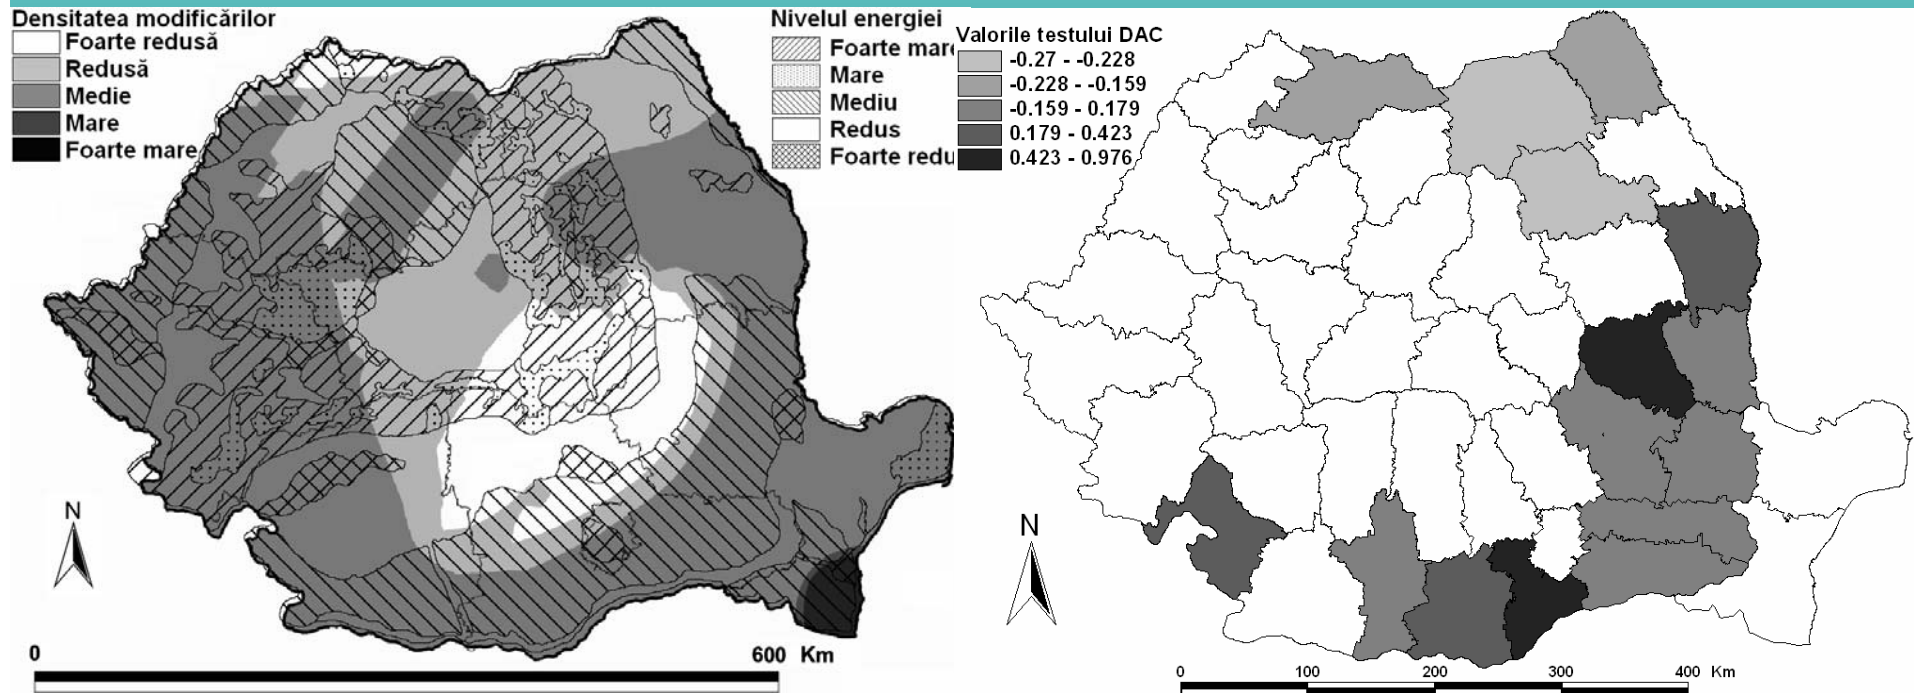 Densitatea modificărilor
Foarte redusă
Redusă
Medie
Mare
Foarte mare
Nivelul energiei
Foarte mare
Mare
Mediu
Redus
Foarte redu
N
0 600 Km
Valorile testului DAC
-0.27 - -0.228
-0.228 - -0.159
-0.159 - 0.179
0.179 - 0.423
0.423 - 0.976
N
0 100 200 300 400 Km